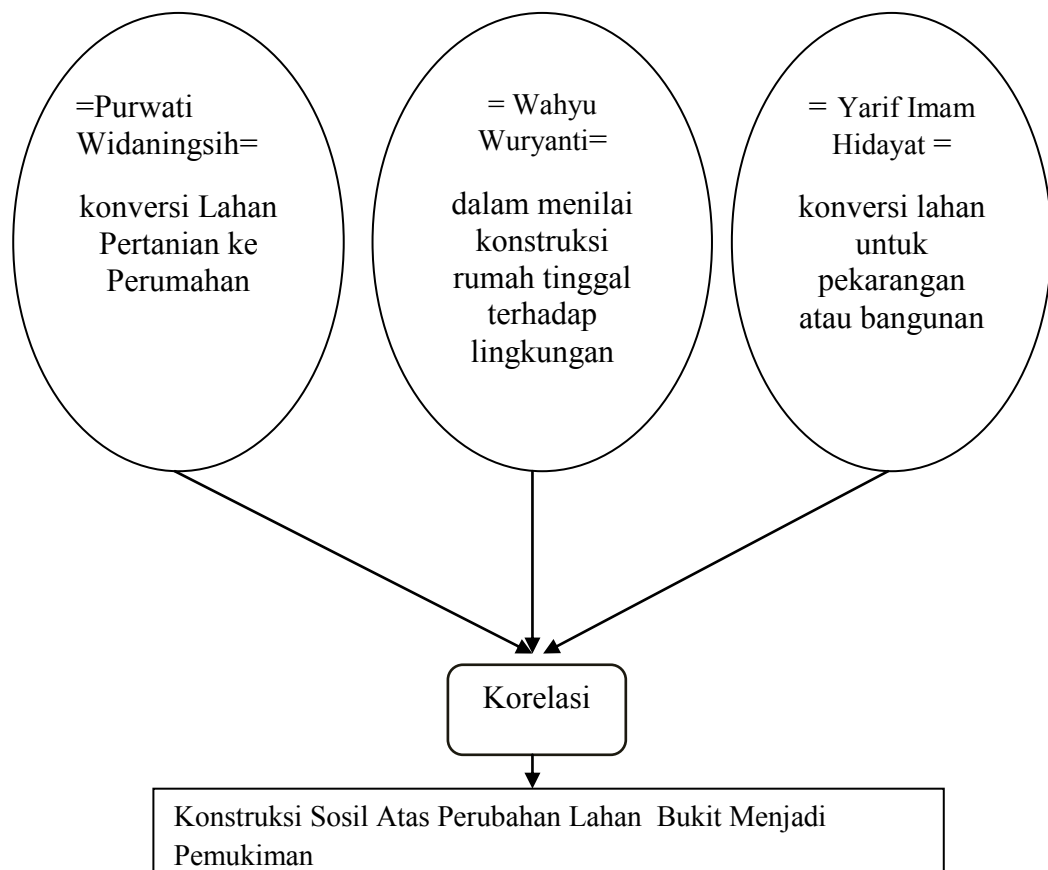 =Purwati
Widaningsih=
konversi Lahan
Pertanian ke
Perumahan
= Wahyu
Wuryanti=
dalam menilai
konstruksi
rumah tinggal
terhadap
lingkungan
= Yarif Imam
Hidayat =
konversi lahan
untuk
pekarangan
atau bangunan
Korelasi
Konstruksi Sosil Atas Perubahan Lahan Bukit Menjadi
Pemukiman